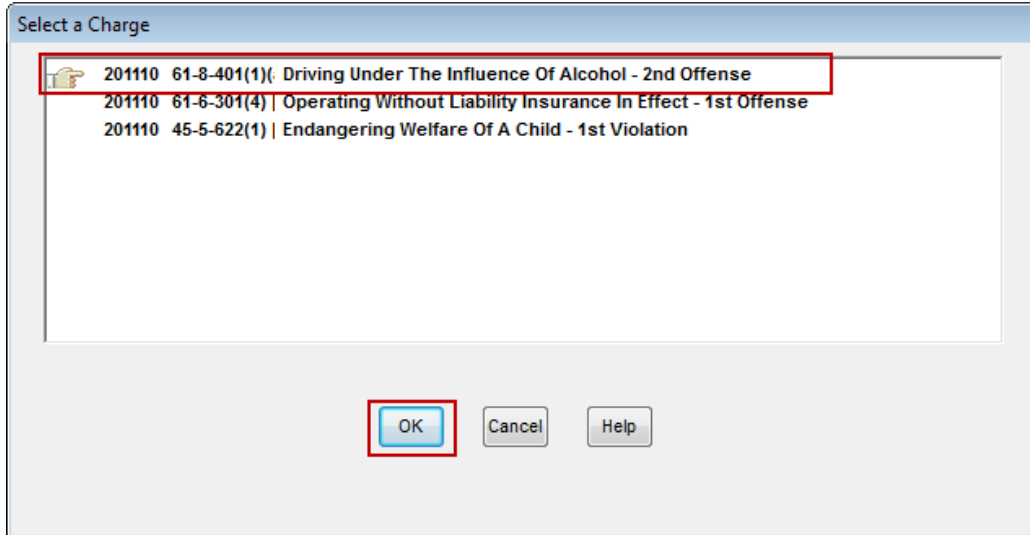 Select a Charge
201110 61-8-401(1)( Driving Under The Influence Of Alcohol - 2nd Offense
201110 61-6-301(4) | Operating Without Liability Insurance In Effect - 1st Offense
201110 45-5-622(1) | Endangering Welfare Of A Child - 1st Violation
OK Cancel Help